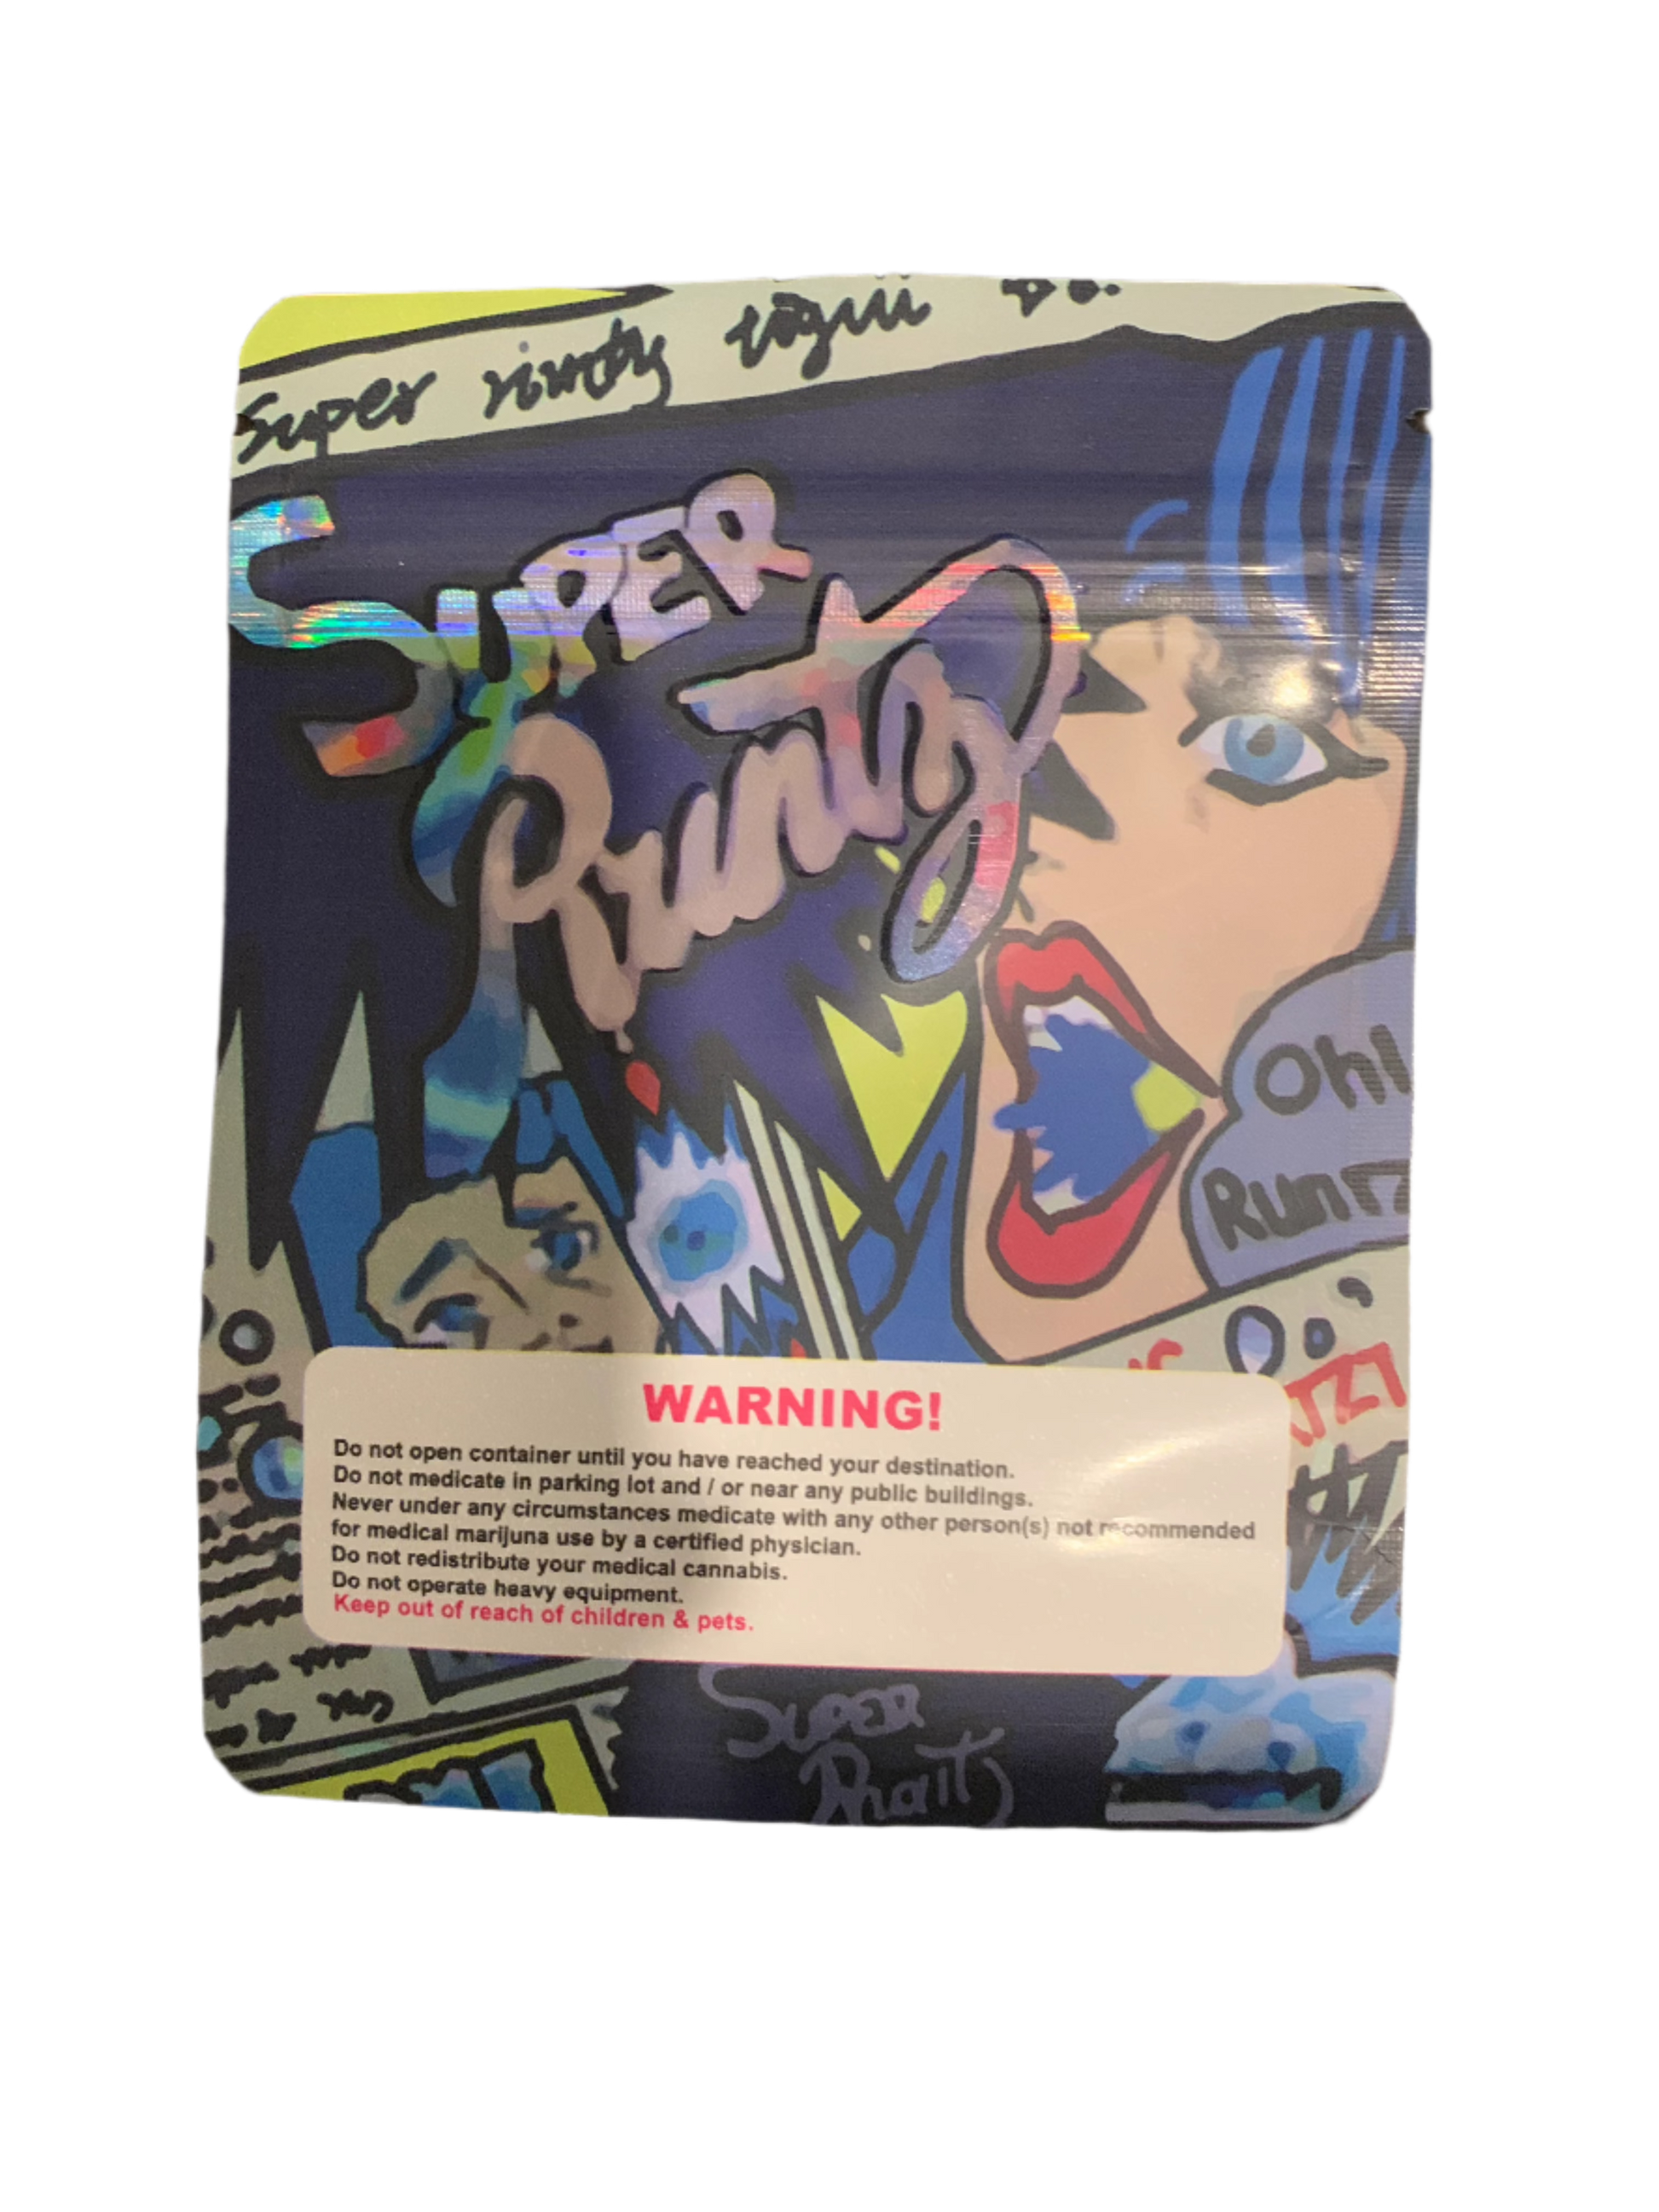 Super
SUPER
Runtz
Oh!
Runtz
WARNING!
Do not open container until you have reached your destination.
Do not medicate in parking lot and / or near any public buildings.
Never under any circumstances medicate with any other person(s) not recommended
for medical marijuna use by a certified physician.
Do not redistribute your medical cannabis.
Do not operate heavy equipment.
Keep out of reach of children & pets.
SUPER